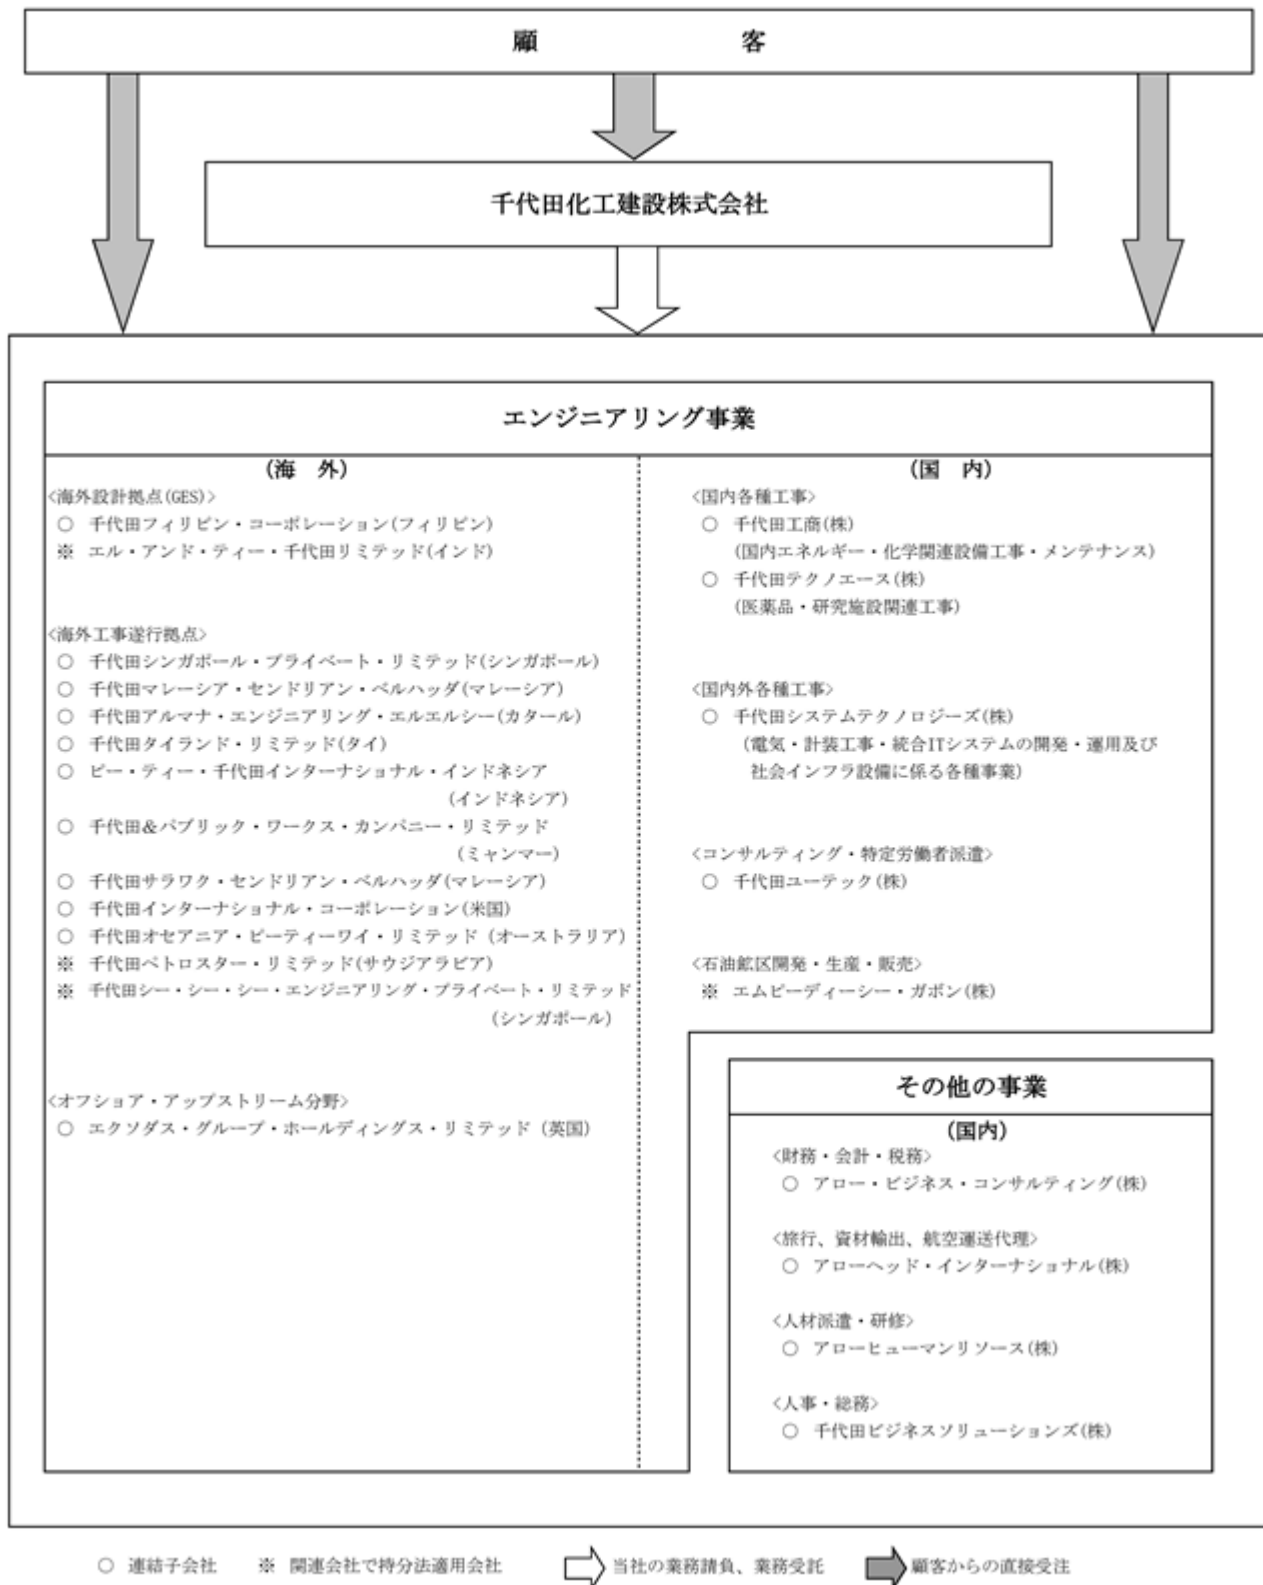 顧 客
千代田化工建設株式会社
エンジニアリング事業
(海 外)
<海外設計拠点(GES)>
○ 千代田フィリピン・コーポレーション(フィリピン)
※ エル・アンド・ティー・千代田リミテッド(インド)
<海外工事遂行拠点>
○ 千代田シンガポール・プライベート・リミテッド(シンガポール)
○ 千代田マレーシア・センドリアン・ベルハッダ(マレーシア)
○ 千代田アルマナ・エンジニアリング・エルエルシー(カタール)
○ 千代田タイランド・リミテッド(タイ)
○ ピー・ティー・千代田インターナショナル・インドネシア
(インドネシア)
○ 千代田&パブリック・ワークス・カンパニー・リミテッド
(ミャンマー)
○ 千代田サラワク・センドリアン・ベルハッダ(マレーシア)
○ 千代田インターナショナル・コーポレーション(米国)
○ 千代田オセアニア・ピーティーワイ・リミテッド (オーストラリア)
※ 千代田ペトロスター・リミテッド(サウジアラビア)
※ 千代田シー・シー・シー・エンジニアリング・プライベート・リミテッド
(シンガポール)
<オフショア・アップストリーム分野>
○ エクソダス・グループ・ホールディングス・リミテッド (英国)
(国 内)
<国内各種工事>
○ 千代田工商(株)
(国内エネルギー・化学関連設備工事・メンテナンス)
○ 千代田テクノエース(株)
(医薬品・研究施設関連工事)
<国内外各種工事>
○ 千代田システムテクノロジーズ(株)
(電気・計装工事・統合ITシステムの開発・運用及び
社会インフラ設備に係る各種事業)
<コンサルティング・特定労働者派遣>
○ 千代田ユーテック(株)
<石油鉱区開発・生産・販売>
※ エムピーディーシー・ガボン(株)
その他の事業
(国内)
<財務・会計・税務>
○ アロー・ビジネス・コンサルティング(株)
<旅行、資材輸出、航空運送代理>
○ アローヘッド・インターナショナル(株)
<人材派遣・研修>
○ アローヒューマンリソース(株)
<人事・総務>
○ 千代田ビジネスソリューションズ(株)
○ 連結子会社 ※ 関連会社で持分法適用会社 当社の業務請負、業務受託 顧客からの直接受注